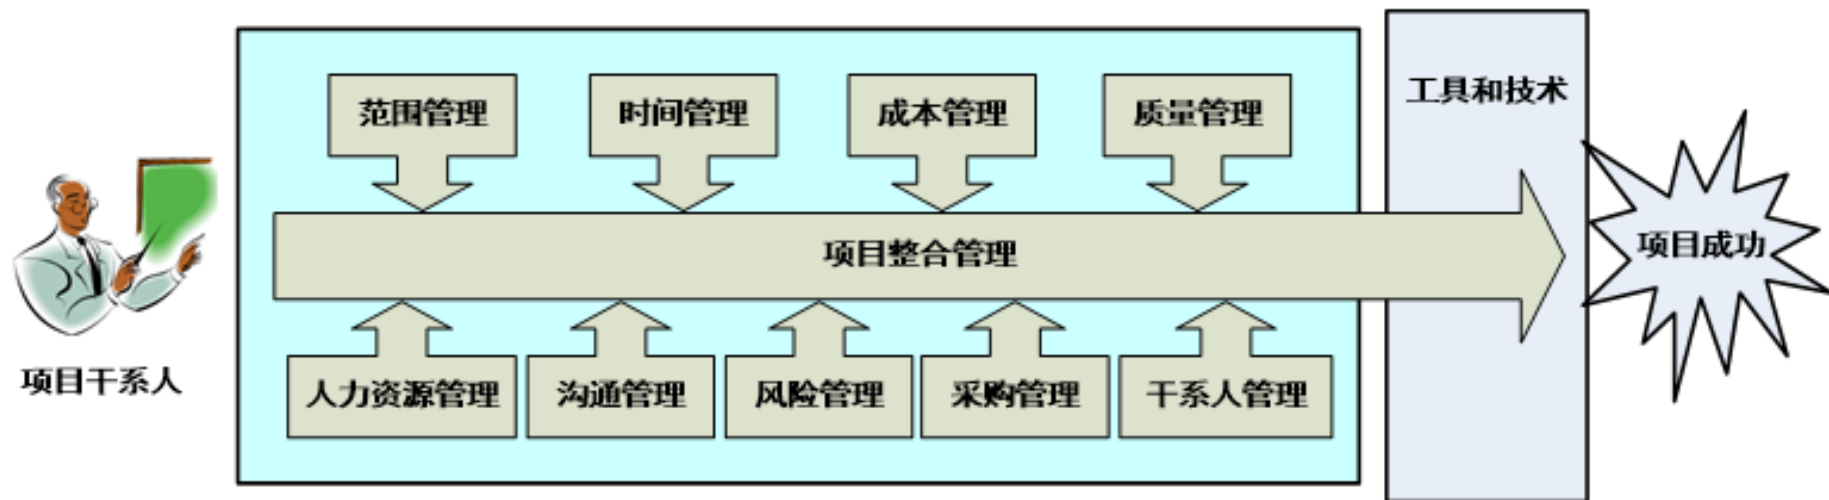 范围管理
时间管理
成本管理
质量管理
工具和技术
项目整合管理
项目成功
项目干系人
人力资源管理
沟通管理
风险管理
采购管理
干系人管理